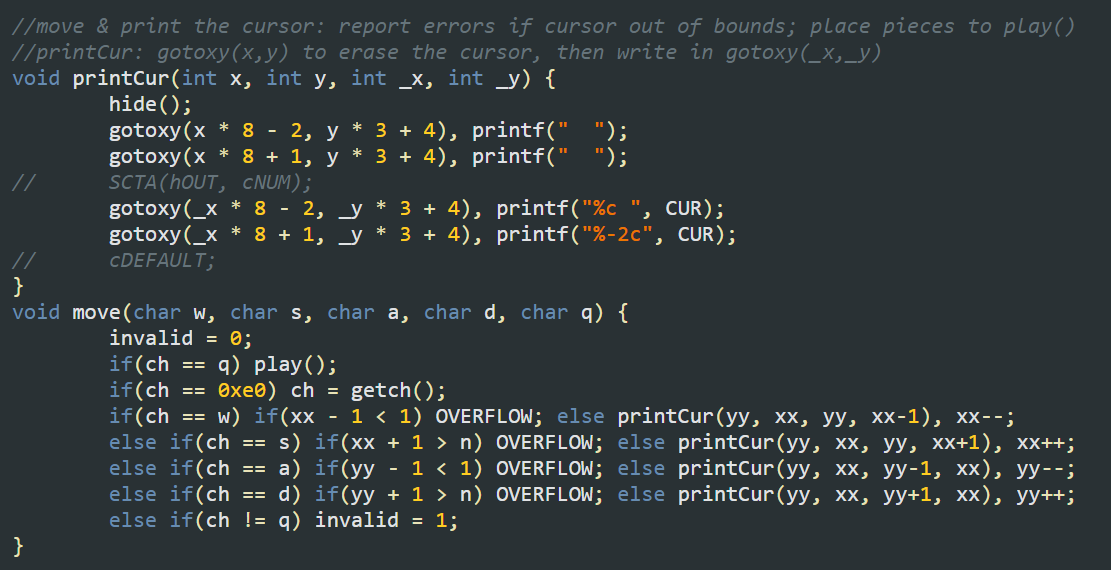 //move & print the cursor: report errors if cursor out of bounds; place pieces to play()
//printCur: gotoxy(x,y) to erase the cursor, then write in gotoxy(_x,_y)
void printCur(int x, int y, int _x, int _y) {
        hide();
        gotoxy(x * 8 - 2, y * 3 + 4), printf("  ");
        gotoxy(x * 8 + 1, y * 3 + 4), printf("  ");
//      SCTA(hOUT, cNUM);
        gotoxy(_x * 8 - 2, _y * 3 + 4), printf("%c ", CUR);
        gotoxy(_x * 8 + 1, _y * 3 + 4), printf("%-2c", CUR);
//      cDEFAULT;
}
void move(char w, char s, char a, char d, char q) {
        invalid = 0;
        if(ch == q) play();
        if(ch == 0xe0) ch = getch();
        if(ch == w) if(xx - 1 < 1) OVERFLOW; else printCur(yy, xx, yy, xx-1), xx--;
        else if(ch == s) if(xx + 1 > n) OVERFLOW; else printCur(yy, xx, yy, xx+1), xx++;
        else if(ch == a) if(yy - 1 < 1) OVERFLOW; else printCur(yy, xx, yy-1, xx), yy--;
        else if(ch == d) if(yy + 1 > n) OVERFLOW; else printCur(yy, xx, yy+1, xx), yy++;
        else if(ch != q) invalid = 1;
}